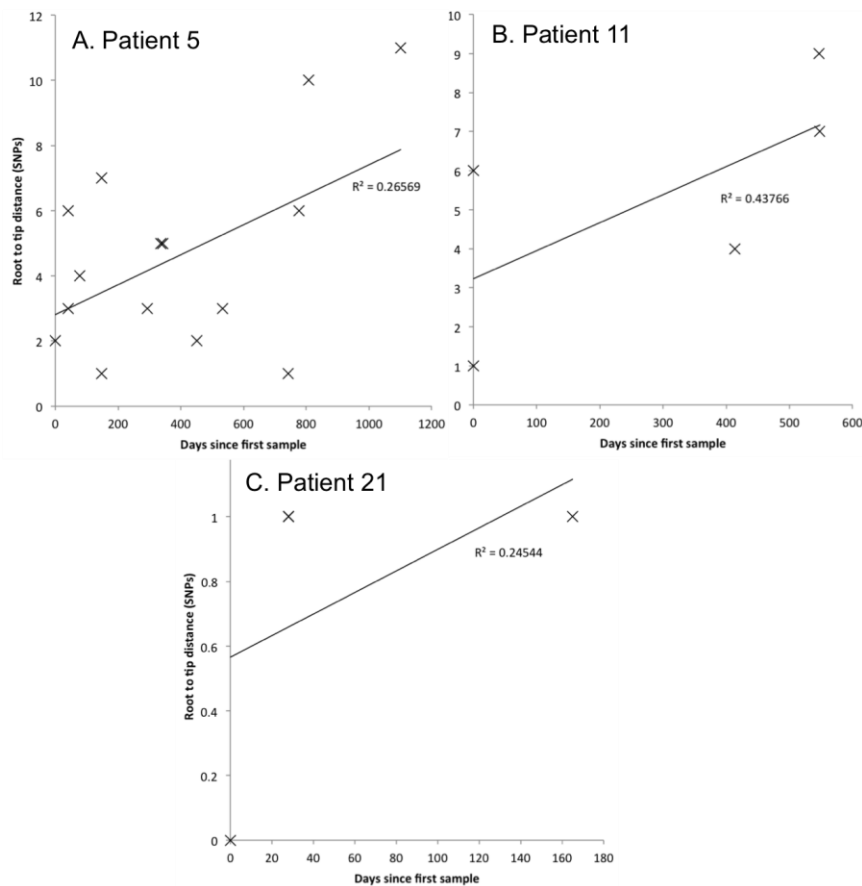 A. Patient 5
12
10
8
6
4
2
0
Root to tip distance (SNPs)
R² = 0.26569
0 200 400 600 800 1000 1200
Days since first sample
B. Patient 11
10
9
8
7
6
5
4
3
2
1
0
R² = 0.43766
0 100 200 300 400 500 600
Days since first sample
C. Patient 21
1
0.8
0.6
0.4
0.2
0
Root to tip distance (SNPs)
R² = 0.24544
0 20 40 60 80 100 120 140 160 180
Days since first sample